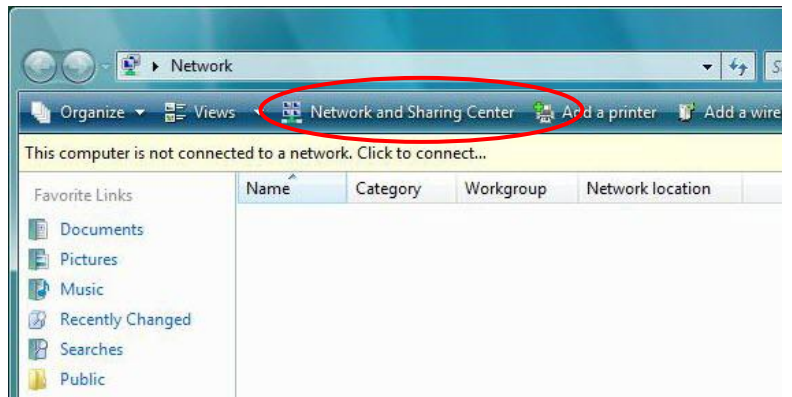 Network
Organize Views Network and Sharing Center Add a printer Add a wire
This computer is not connected to a network. Click to connect...
Favorite Links Name Category Workgroup Network location
Documents
Pictures
Music
Recently Changed
Searches
Public